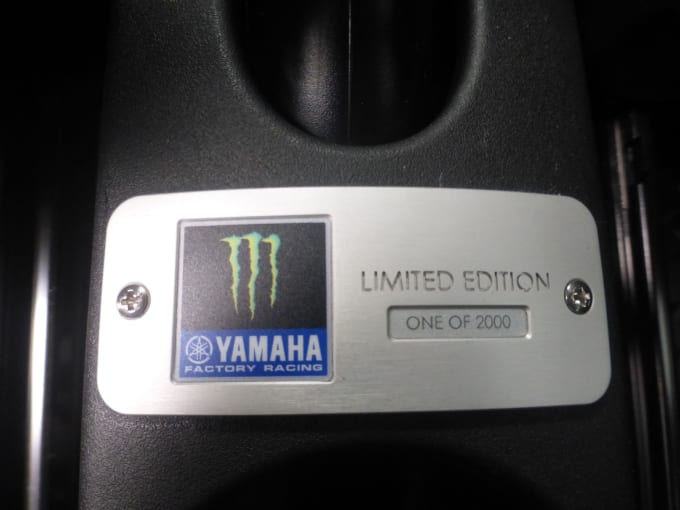 YAMAHA
FACTORY RACING
LIMITED EDITION
ONE OF 2000